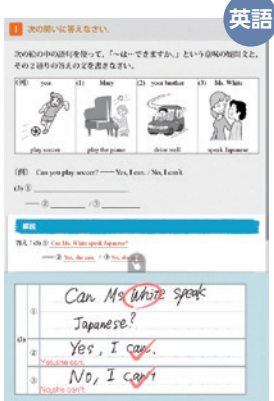 英語
1 次の問いに答えなさい。
次の絵の中の語句を使って、「〜は…できますか。」という意味の疑問文と、
その2通りの答えの文を書きなさい。
(例) you (1) Mary (2) your brother (3) Ms. White
play soccer play the piano drive well speak Japanese
(例) Can you play soccer? — Yes, I can. / No, I can't.
(3) ①
— ② / ③
解説
答え：(3) ① Can Ms. White speak Japanese?
— ② Yes, she can. / ③ No, she
Can Ms White speak
① Japanese?
(3)
② Yes, I can.
Yes,she can.
③ No, I can't
No,she can't.